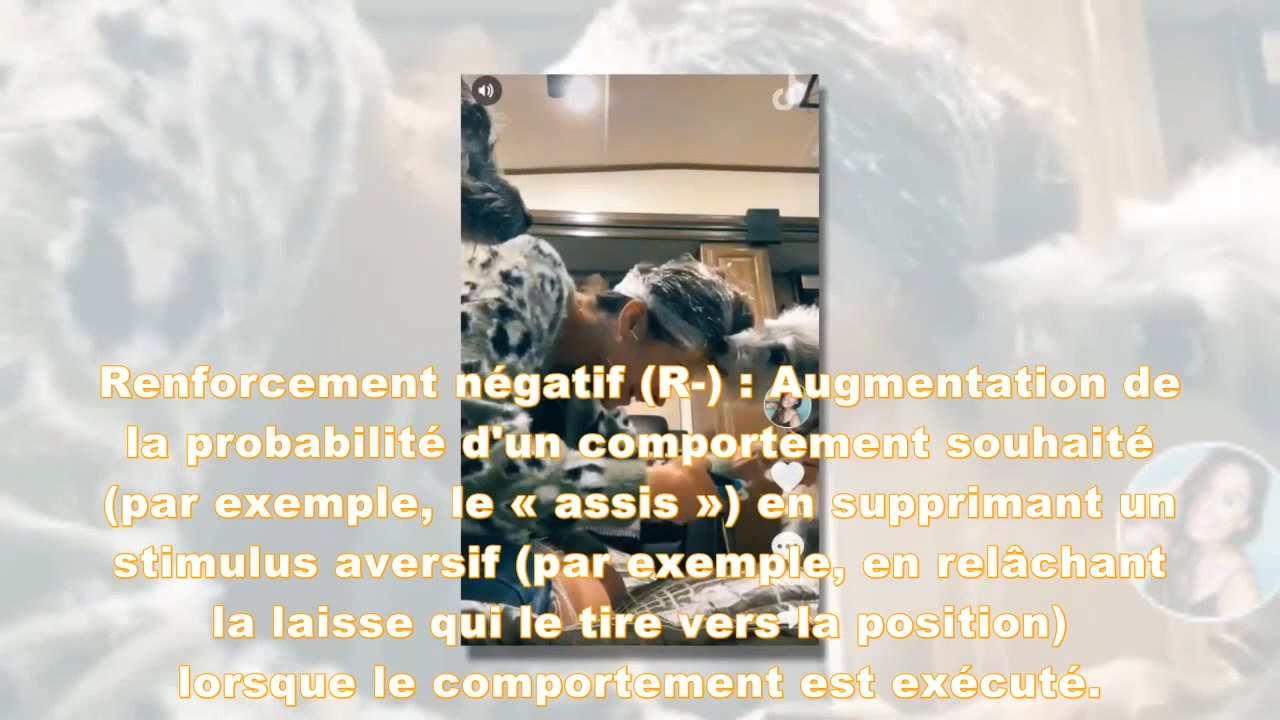 Renforcement négatif (R-) : Augmentation de
la probabilité d'un comportement souhaité
(par exemple, le « assis ») en supprimant un
stimulus aversif (par exemple, en relâchant
la laisse qui le tire vers la position)
lorsque le comportement est exécuté.